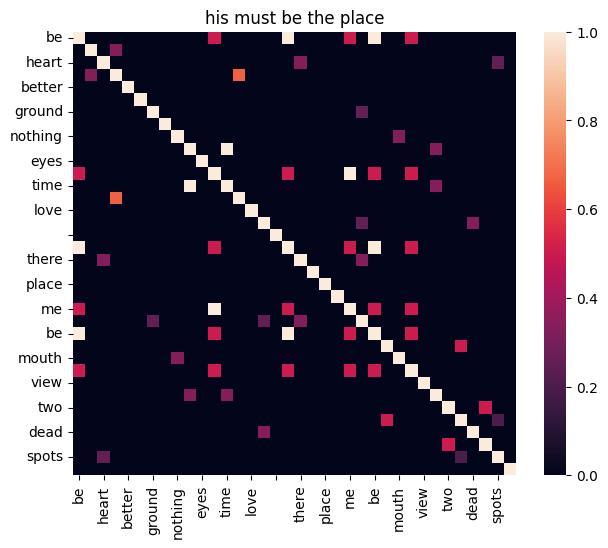 his must be the place
be
heart
better
ground
nothing
eyes
time
love
there
place
me
be
mouth
view
two
dead
spots
be
heart
better
ground
nothing
eyes
time
love
there
place
me
be
mouth
view
two
dead
spots
1.0
0.8
0.6
0.4
0.2
0.0